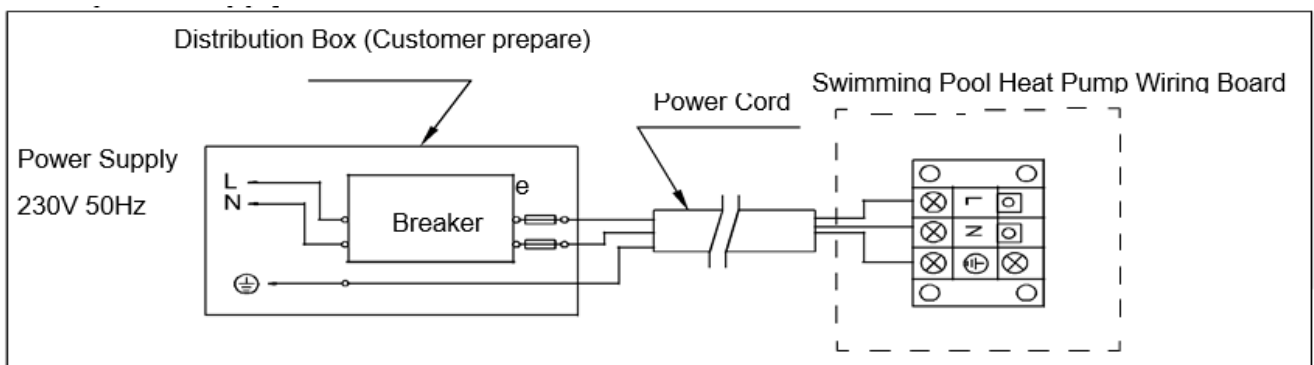 Distribution Box (Customer prepare)
Swimming Pool Heat Pump Wiring Board
Power Cord
Power Supply
230V 50Hz
L
N
e
Breaker
L
N